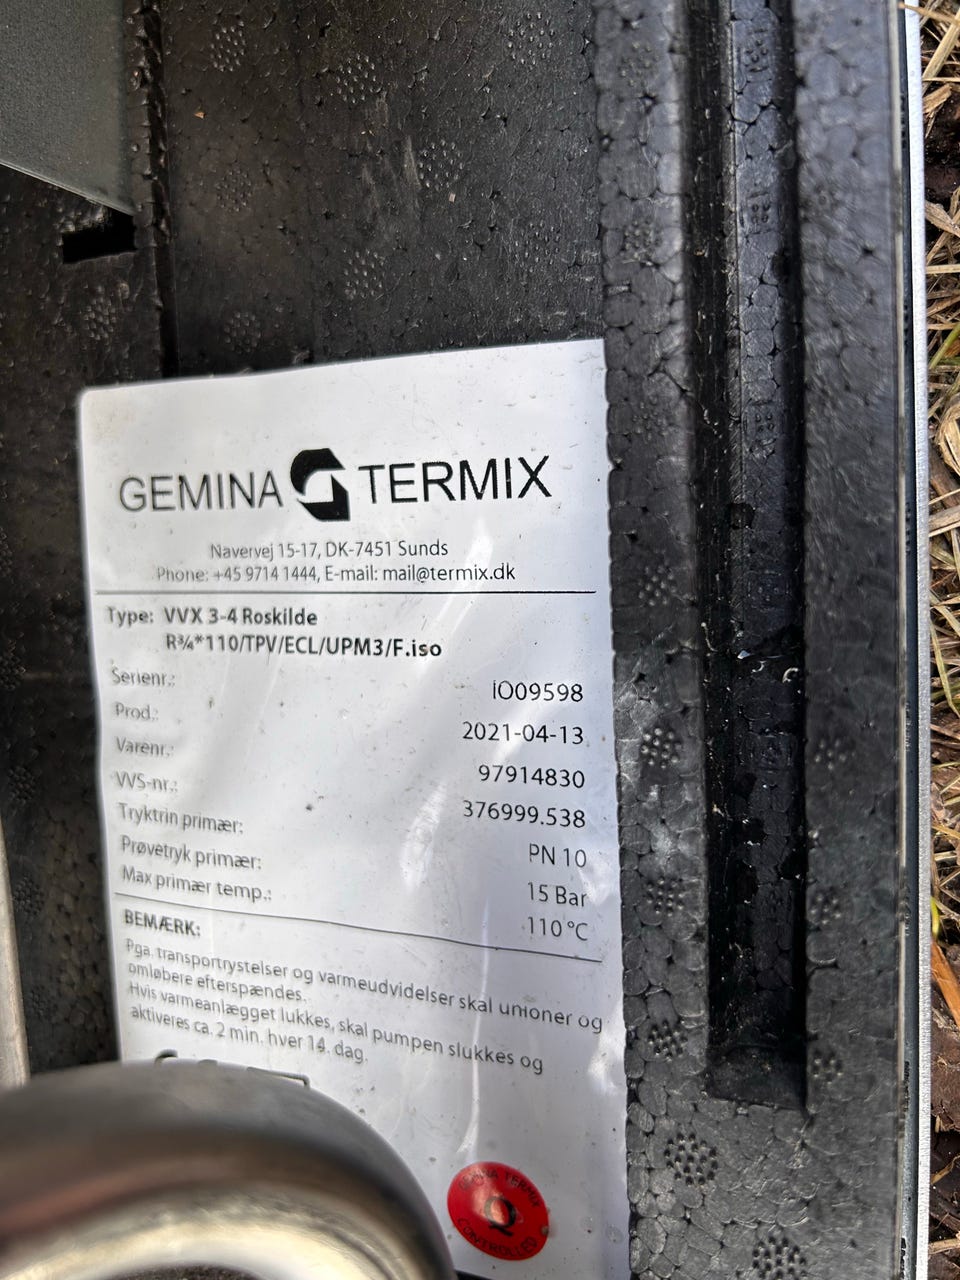 GEMINA TERMIX
Navervej 15-17, DK-7451 Sunds
Phone: +45 9714 1444, E-mail: mail@termix.dk
Type: VVX 3-4 Roskilde
R¾*110/TPV/ECL/UPM3/F.iso
Serienr.: IO09598
Prod.: 2021-04-13
Varenr.: 97914830
VVS-nr.: 376999.538
Tryktrin primær: PN 10
Prøvetryk primær: 15 Bar
Max primær temp.: 110 °C
BEMÆRK:
Pga. transportrystelser og varmeudvidelser skal unioner og
omløbere efterspændes.
Hvis varmeanlægget lukkes, skal pumpen slukkes og
aktiveres ca. 2 min. hver 14. dag.
GEMINA TERMIX
Q
CONTROLLED